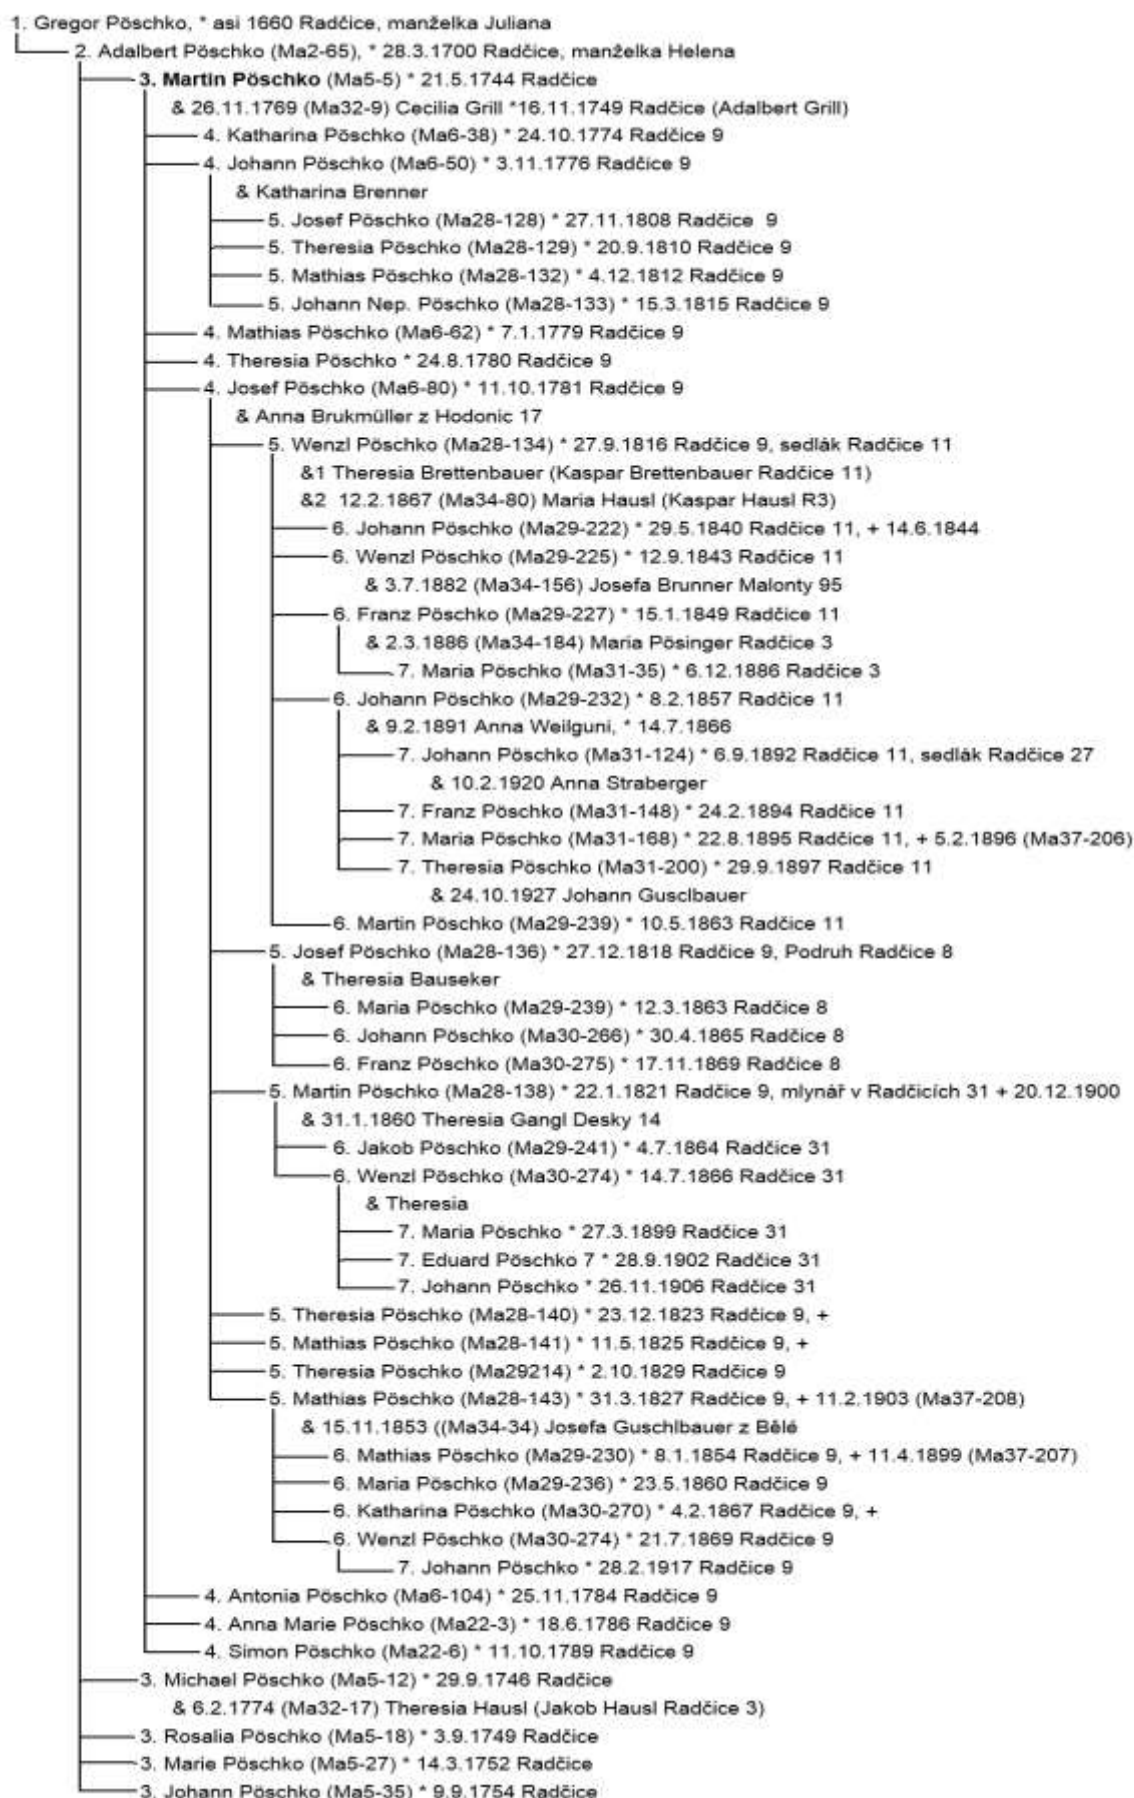 1. Gregor Pöschko, * asi 1660 Radčice, manželka Juliana
2. Adalbert Pöschko (Ma2-65), * 28.3.1700 Radčice, manželka Helena
3. Martin Pöschko (Ma5-5) * 21.5.1744 Radčice
& 26.11.1769 (Ma32-9) Cecilia Grill *16.11.1749 Radčice (Adalbert Grill)
4. Katharina Pöschko (Ma6-38) * 24.10.1774 Radčice 9
4. Johann Pöschko (Ma6-50) * 3.11.1776 Radčice 9
& Katharina Brenner
5. Josef Pöschko (Ma28-128) * 27.11.1808 Radčice 9
5. Theresia Pöschko (Ma28-129) * 20.9.1810 Radčice 9
5. Mathias Pöschko (Ma28-132) * 4.12.1812 Radčice 9
5. Johann Nep. Pöschko (Ma28-133) * 15.3.1815 Radčice 9
4. Mathias Pöschko (Ma6-62) * 7.1.1779 Radčice 9
4. Theresia Pöschko * 24.8.1780 Radčice 9
4. Josef Pöschko (Ma6-80) * 11.10.1781 Radčice 9
& Anna Brukmüller z Hodonic 17
5. Wenzl Pöschko (Ma28-134) * 27.9.1816 Radčice 9, sedlák Radčice 11
&1 Theresia Brettenbauer (Kaspar Brettenbauer Radčice 11)
&2 12.2.1867 (Ma34-80) Maria Hausl (Kaspar Hausl R3)
6. Johann Pöschko (Ma29-222) * 29.5.1840 Radčice 11, + 14.6.1844
6. Wenzl Pöschko (Ma29-225) * 12.9.1843 Radčice 11
& 3.7.1882 (Ma34-156) Josefa Brunner Malonty 95
6. Franz Pöschko (Ma29-227) * 15.1.1849 Radčice 11
& 2.3.1886 (Ma34-184) Maria Pösinger Radčice 3
7. Maria Pöschko (Ma31-35) * 6.12.1886 Radčice 3
6. Johann Pöschko (Ma29-232) * 8.2.1857 Radčice 11
& 9.2.1891 Anna Weilguni, * 14.7.1866
7. Johann Pöschko (Ma31-124) * 6.9.1892 Radčice 11, sedlák Radčice 27
& 10.2.1920 Anna Straberger
7. Franz Pöschko (Ma31-148) * 24.2.1894 Radčice 11
7. Maria Pöschko (Ma31-168) * 22.8.1895 Radčice 11, + 5.2.1896 (Ma37-206)
7. Theresia Pöschko (Ma31-200) * 29.9.1897 Radčice 11
& 24.10.1927 Johann Gusclbauer
6. Martin Pöschko (Ma29-239) * 10.5.1863 Radčice 11
5. Josef Pöschko (Ma28-136) * 27.12.1818 Radčice 9, Podruh Radčice 8
& Theresia Bauseker
6. Maria Pöschko (Ma29-239) * 12.3.1863 Radčice 8
6. Johann Pöschko (Ma30-266) * 30.4.1865 Radčice 8
6. Franz Pöschko (Ma30-275) * 17.11.1869 Radčice 8
5. Martin Pöschko (Ma28-138) * 22.1.1821 Radčice 9, mlynář v Radčicích 31 + 20.12.1900
& 31.1.1860 Theresia Gangl Desky 14
6. Jakob Pöschko (Ma29-241) * 4.7.1864 Radčice 31
6. Wenzl Pöschko (Ma30-274) * 14.7.1866 Radčice 31
& Theresia
7. Maria Pöschko * 27.3.1899 Radčice 31
7. Eduard Pöschko 7 * 28.9.1902 Radčice 31
7. Johann Pöschko * 26.11.1906 Radčice 31
5. Theresia Pöschko (Ma28-140) * 23.12.1823 Radčice 9, +
5. Mathias Pöschko (Ma28-141) * 11.5.1825 Radčice 9, +
5. Theresia Pöschko (Ma29214) * 2.10.1829 Radčice 9
5. Mathias Pöschko (Ma28-143) * 31.3.1827 Radčice 9, + 11.2.1903 (Ma37-208)
& 15.11.1853 ((Ma34-34) Josefa Guschlbauer z Bělé
6. Mathias Pöschko (Ma29-230) * 8.1.1854 Radčice 9, + 11.4.1899 (Ma37-207)
6. Maria Pöschko (Ma29-236) * 23.5.1860 Radčice 9
6. Katharina Pöschko (Ma30-270) * 4.2.1867 Radčice 9, +
6. Wenzl Pöschko (Ma30-274) * 21.7.1869 Radčice 9
7. Johann Pöschko * 28.2.1917 Radčice 9
4. Antonia Pöschko (Ma6-104) * 25.11.1784 Radčice 9
4. Anna Marie Pöschko (Ma22-3) * 18.6.1786 Radčice 9
4. Simon Pöschko (Ma22-6) * 11.10.1789 Radčice 9
3. Michael Pöschko (Ma5-12) * 29.9.1746 Radčice
& 6.2.1774 (Ma32-17) Theresia Hausl (Jakob Hausl Radčice 3)
3. Rosalia Pöschko (Ma5-18) * 3.9.1749 Radčice
3. Marie Pöschko (Ma5-27) * 14.3.1752 Radčice
3. Johann Pöschko (Ma5-35) * 9.9.1754 Radčice